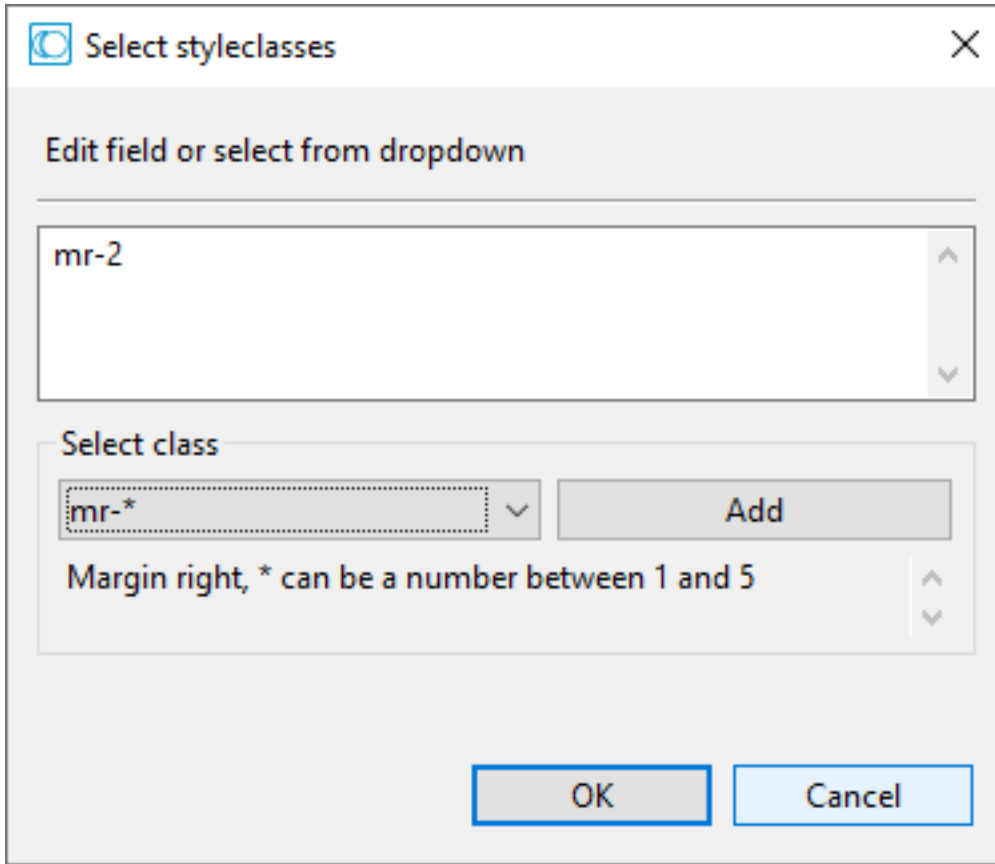 Select styleclasses
Edit field or select from dropdown
mr-2
Select class
mr-*
Add
Margin right, * can be a number between 1 and 5
OK
Cancel